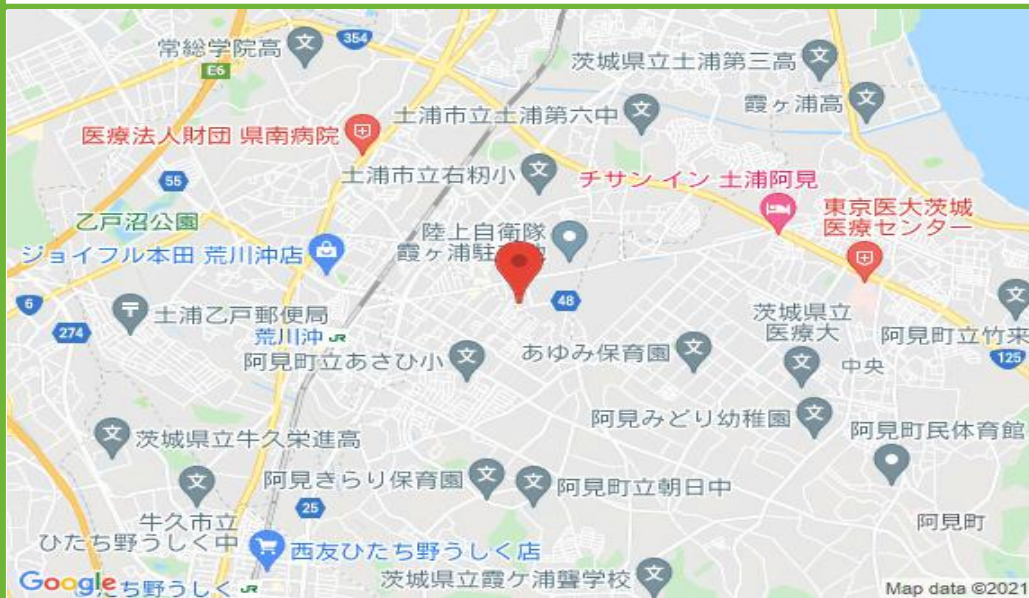 常総学院高
354
茨城県立土浦第三高
E6
土浦市立土浦第六中
霞ヶ浦高
医療法人財団 県南病院
55
土浦市立右籾小
チサン イン 土浦阿見
乙戸沼公園
陸上自衛隊
霞ヶ浦駐
東京医大茨城
医療センター
ジョイフル本田 荒川沖店
6
土浦乙戸郵便局
48
茨城県立
医療大
274
荒川沖 JR
阿見町立あさひ小
あゆみ保育園
阿見町立竹来
125
中央
阿見みどり幼稚園
茨城県立牛久栄進高
阿見町民体育館
阿見きらり保育園
阿見町立朝日中
25
牛久市立
ひたち野うしく中
阿見町
西友ひたち野うしく店
茨城県立霞ケ浦聾学校
Google
たち野うしく JR
Map data ©2021